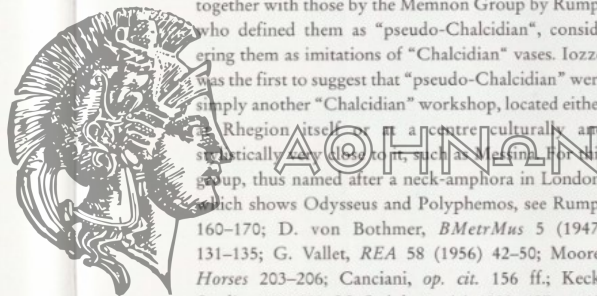 together with those by the Memnon Group by Rump
who defined them as “pseudo-Chalcidian“, consid
ering them as imitations of “Chalcidian“ vases. Iozz
was the first to suggest that “pseudo-Chalcidian“ wer
simply another “Chalcidian“ workshop, located eithe
at Rhegion itself or at a centre culturally an
stylistically very close to it, such as Messina. For thi
ΑΘΗΝΩΝ
group, thus named after a neck-amphora in London
which shows Odysseus and Polyphemos, see Rump
160–170; D. von Bothmer, BMetrMus 5 (1947
131–135; G. Vallet, REA 58 (1956) 42–50; Moore
Horses 203–206; Canciani, op. cit. 156 ff.; Keck